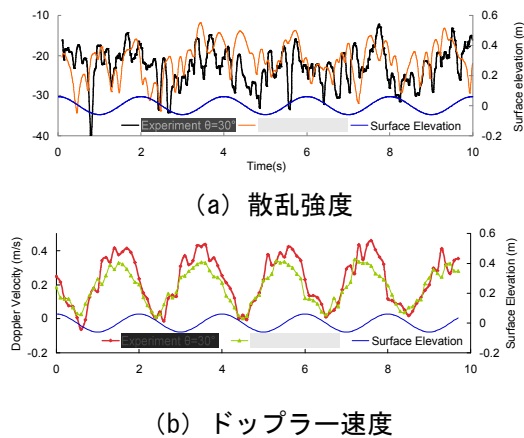 -10
-20
-30
-40
0.6
0.4
0.2
0
-0.2
0 2 4 6 8 10
Experiment θ=30° Surface Elevation
Time(s)
Surface elevation (m)
(a) 散乱強度
Doppler Velocity (m/s)
0.4
0.2
0
-0.2
0.6
0.4
0.2
0
-0.2
0 2 4 6 8 10
Experiment θ=30° Surface Elevation
Surface Elevation (m)
(b) ドップラー速度